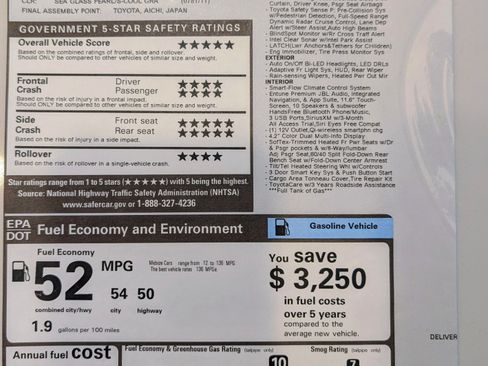 CLR: SEA GLASS PEARL/S-COOL GRA (0781/11)
FINAL ASSEMBLY POINT: TOYOTA, AICHI, JAPAN
GOVERNMENT 5-STAR SAFETY RATINGS
Overall Vehicle Score ★★★★★
Based on the combined ratings of frontal, side and rollover.
Should ONLY be compared to other vehicles of similar size and weight.
Frontal Driver ★★★★
Crash Passenger ★★★★
Based on the risk of injury in a frontal impact.
Should ONLY be compared to other vehicles of similar size and weight.
Side Front seat ★★★★★
Crash Rear seat ★★★★★
Based on the risk of injury in a side impact.
Rollover ★★★★
Based on the risk of rollover in a single-vehicle crash.
Star ratings range from 1 to 5 stars (★★★★★) with 5 being the highest.
Source: National Highway Traffic Safety Administration (NHTSA)
www.safercar.gov or 1-888-327-4236
Curtain, Driver Knee, Psgr Seat Airbags
- Toyota Safety Sense P: Pre-Collision Sys
w/Pedestrian Detection, Full-Speed Range
Dynamic Radar Cruise Control, Lane Dep
Alert w/Steer Assist,Auto High Beams
- BlindSpot Monitor w/Rr Cross Traff Alert
- Intel Clear Sonar w/Intel Park Assist
- LATCH(Lwr Anchors&Tethers for Children)
- Eng Immobilizer, Tire Press Monitor Sys
EXTERIOR
- Auto On/Off Bi-LED Headlights, LED DRLs
- Adaptive Fr Light Sys, HUD, Rear Wiper
- Rain-sensing Wipers, Heated Pwr Out Mir
INTERIOR
- Smart-Flow Climate Control System
- Entune Premium JBL Audio, Integrated
Navigation, & App Suite, 11.6" Touch-
Screen, 10 Speakers & subwoofer
- HandsFree Bluetooth Phone/Music,
3 USB Ports,SiriusXM w/3-Month
All Access Trial,Siri Eyes Free Compat
- (1) 12V Outlet,Qi-wireless smartphn chg
- 4.2" Color Dual Multi-Info Display
- SofTex-Trimmed Heated Fr Pwr Seats w/Dr
& Psgr pockets & w/8-Way/lumbar
Adj; Psgr Seat,60/40 Split Fold-Down Rear
Bench Seat w/Fold-Down Center Armrest
- Tilt/Tel Heated Steering Whl w/Controls
- 3 Door Smart Key Sys & Push Button Start
- Cargo Area Tonneau Cover,Tire Repair Kit
- ToyotaCare w/3 Years Roadside Assistance
***Full Tank of Gas***
EPA
DOT Fuel Economy and Environment
Gasoline Vehicle
Fuel Economy
52 MPG
Midsize Cars range from 12 to 136 MPG
The best vehicle rates 136 MPGe
54 50
combined city/hwy city highway
1.9 gallons per 100 miles
You save
$ 3,250
in fuel costs
over 5 years
compared to the
average new vehicle.
DELIVER
Annual fuel cost
Fuel Economy & Greenhouse Gas Rating (tailpipe only)
Smog Rating (tailpipe only)
10
7